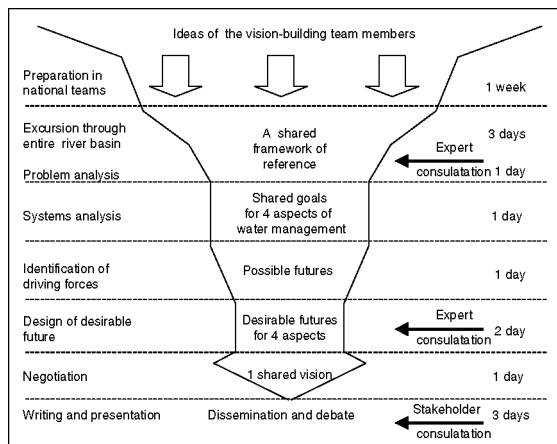 Ideas of the vision-building team members
Preparation in
national teams
1 week
Excursion through
entire river basin
A shared
framework of
reference
3 days
Expert
consulatation
Problem analysis
1 day
Systems analysis
Shared goals
for 4 aspects of
water management
1 day
Identification of
driving forces
Possible futures
1 day
Design of desirable
future
Desirable futures
for 4 aspects
Expert
consulatation
2 day
Negotiation
1 shared vision
1 day
Writing and presentation
Dissemination and debate
Stakeholder
consulatation
3 days